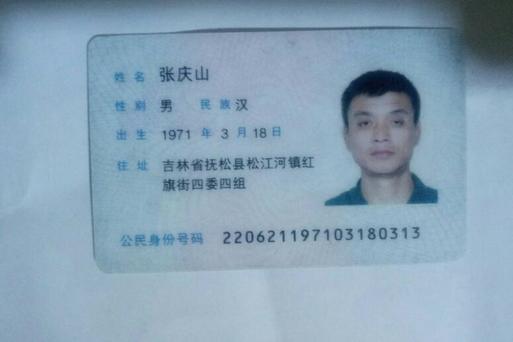 姓名 张庆山
性别 男 民族 汉
出生 1971 年 3 月 18 日
住址 吉林省抚松县松江河镇红
旗街四委四组
公民身份号码 220621197103180313